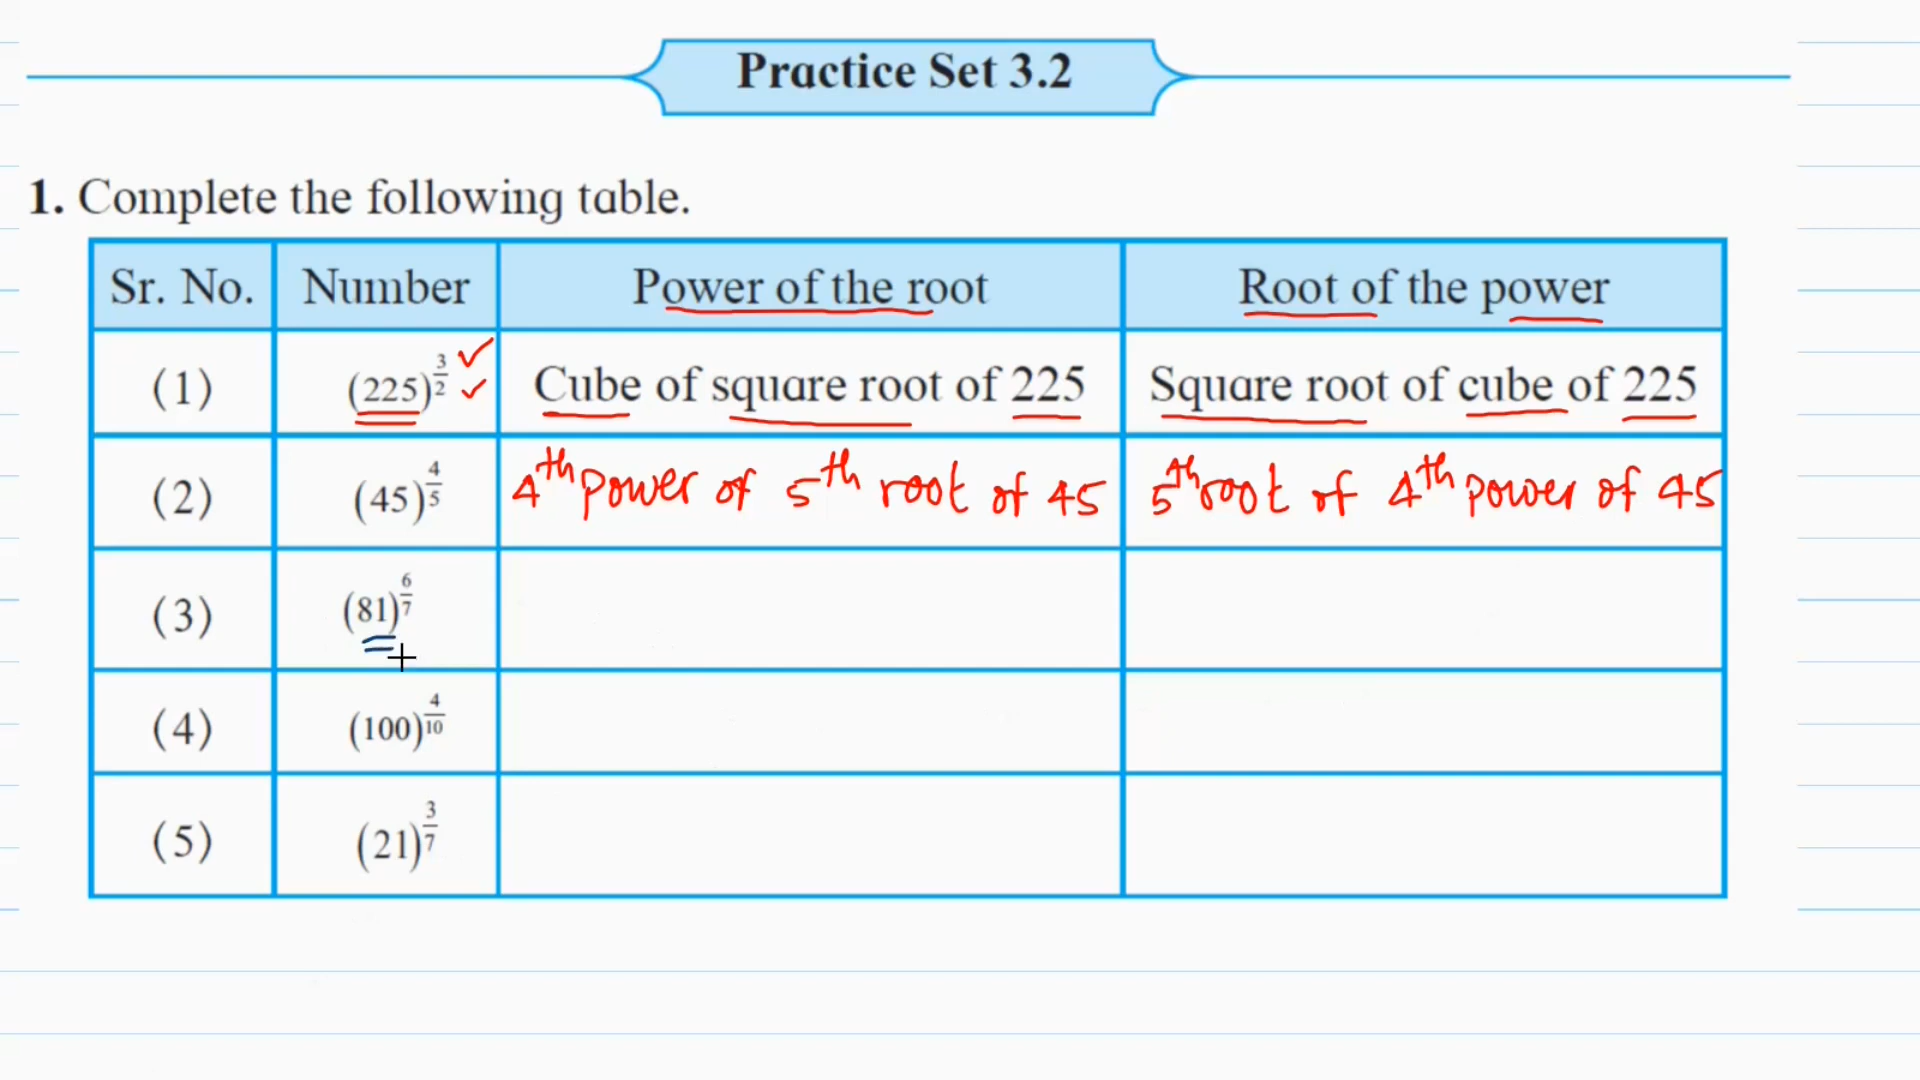 Practice Set 3.2
1. Complete the following table.
Sr. No. Number Power of the root Root of the power
(1) (225)^{3/2} Cube of square root of 225 Square root of cube of 225
(2) (45)^{4/5} 4th power of 5th root of 45 5th root of 4th power of 45
(3) (81)^{6/7}
(4) (100)^{4/10}
(5) (21)^{3/7}